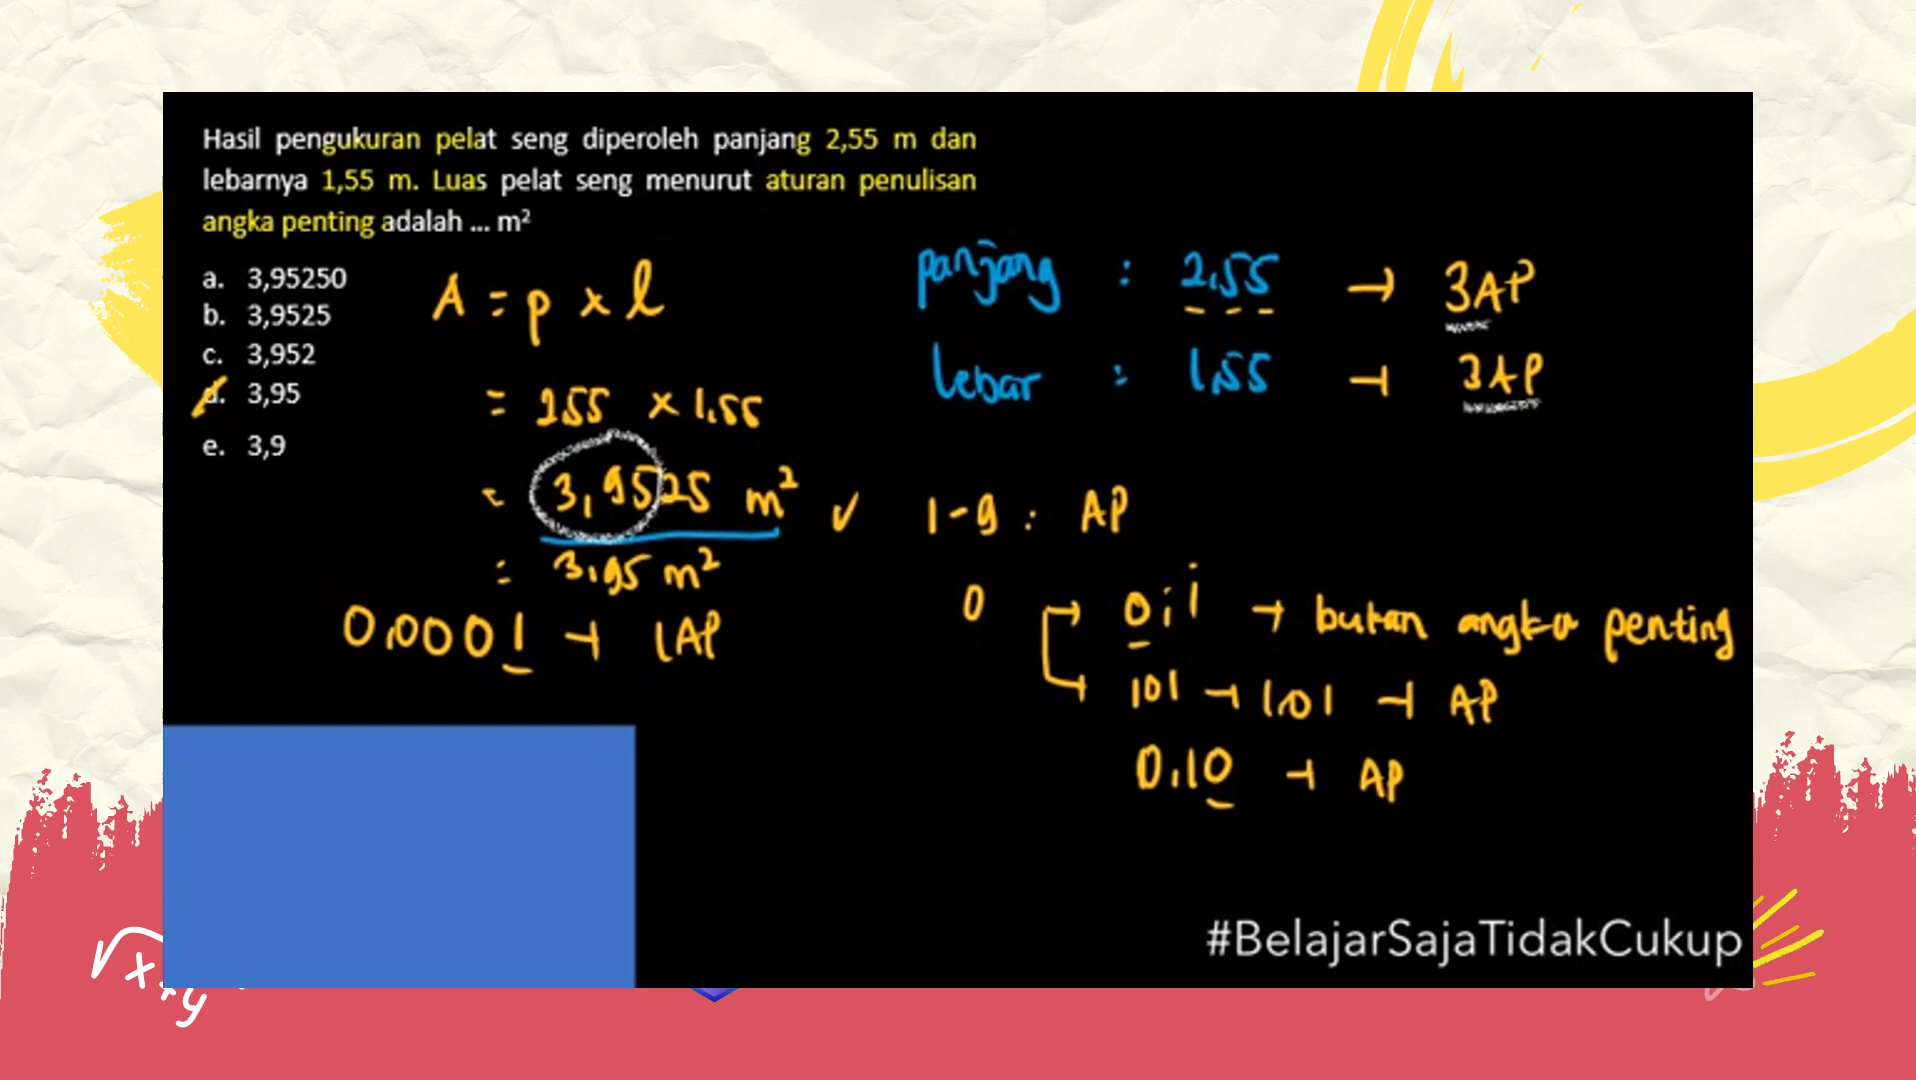 Hasil pengukuran pelat seng diperoleh panjang 2,55 m dan
lebarnya 1,55 m. Luas pelat seng menurut aturan penulisan
angka penting adalah ... m²
a. 3,95250
b. 3,9525
c. 3,952
d. 3,95
e. 3,9
A = p x l
= 2,55 x 1,55
= 3,9525 m² ✓
= 3,95 m²
0,0001 → 1AP
panjang : 2,55 → 3AP
lebar : 1,55 → 3AP
1-9 : AP
0 → 0,1 → bukan angka penting
→ 101 → 1,01 → AP
0,10 → AP
#BelajarSajaTidakCukup
√x+y